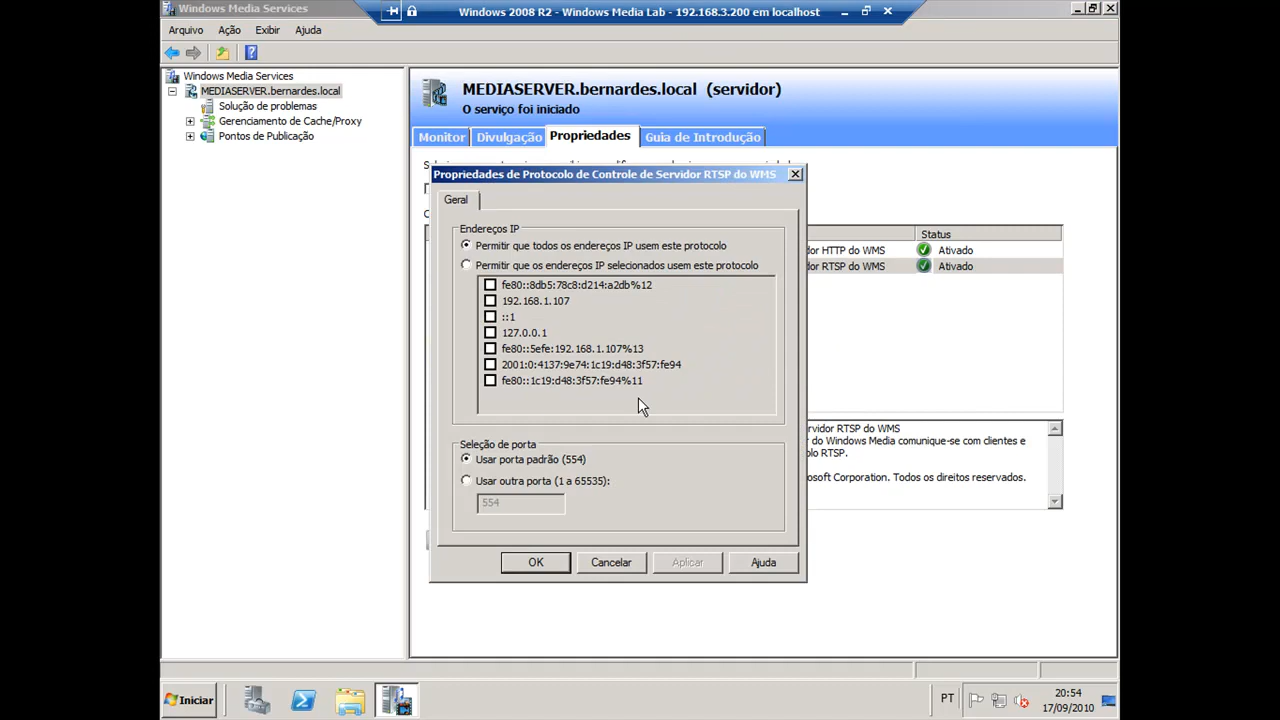 Windows Media Services
Windows 2008 R2 - Windows Media Lab - 192.168.3.200 em localhost
Arquivo Ação Exibir Ajuda
Windows Media Services
MEDIASERVER.bernardes.local
Solução de problemas
Gerenciamento de Cache/Proxy
Pontos de Publicação
MEDIASERVER.bernardes.local (servidor)
O serviço foi iniciado
Monitor Divulgação Propriedades Guia de Introdução
Propriedades de Protocolo de Controle de Servidor RTSP do WMS
Geral
Endereços IP
Permitir que todos os endereços IP usem este protocolo
Permitir que os endereços IP selecionados usem este protocolo
fe80::8db5:78c8:d214:a2db%12
192.168.1.107
::1
127.0.0.1
fe80::5efe:192.168.1.107%13
2001:0:4137:9e74:1c19:d48:3f57:fe94
fe80::1c19:d48:3f57:fe94%11
Seleção de porta
Usar porta padrão (554)
Usar outra porta (1 a 65535):
554
OK Cancelar Aplicar Ajuda
Status
dor HTTP do WMS Ativado
dor RTSP do WMS Ativado
rvidor RTSP do WMS
r do Windows Media comunique-se com clientes e
olo RTSP.
osoft Corporation. Todos os direitos reservados.
Iniciar
PT
20:54
17/09/2010